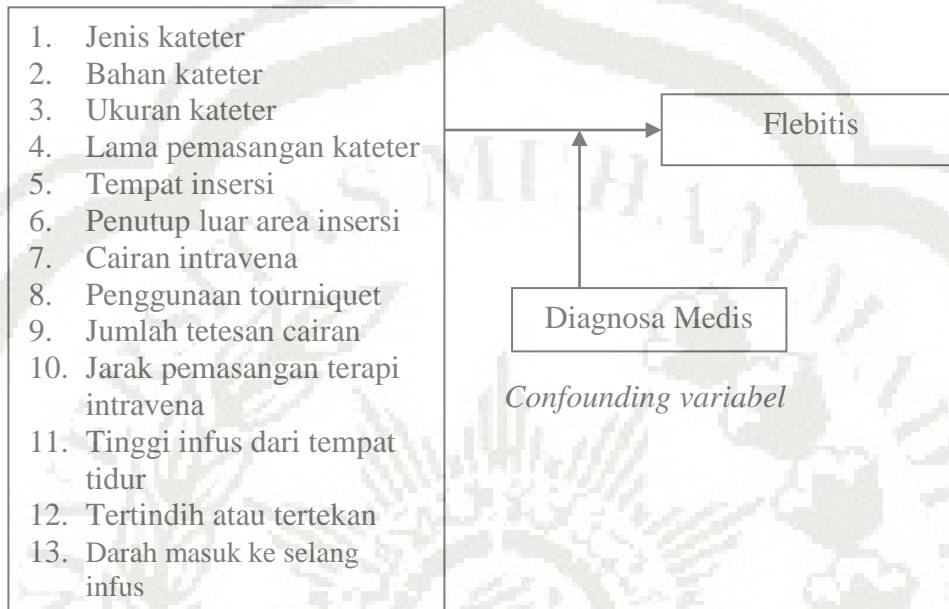 1. Jenis kateter
2. Bahan kateter
3. Ukuran kateter
4. Lama pemasangan kateter
5. Tempat insersi
6. Penutup luar area insersi
7. Cairan intravena
8. Penggunaan tourniquet
9. Jumlah tetesan cairan
10. Jarak pemasangan terapi
intravena
11. Tinggi infus dari tempat
tidur
12. Tertindih atau tertekan
13. Darah masuk ke selang
infus
Flebitis
Diagnosa Medis
Confounding variabel